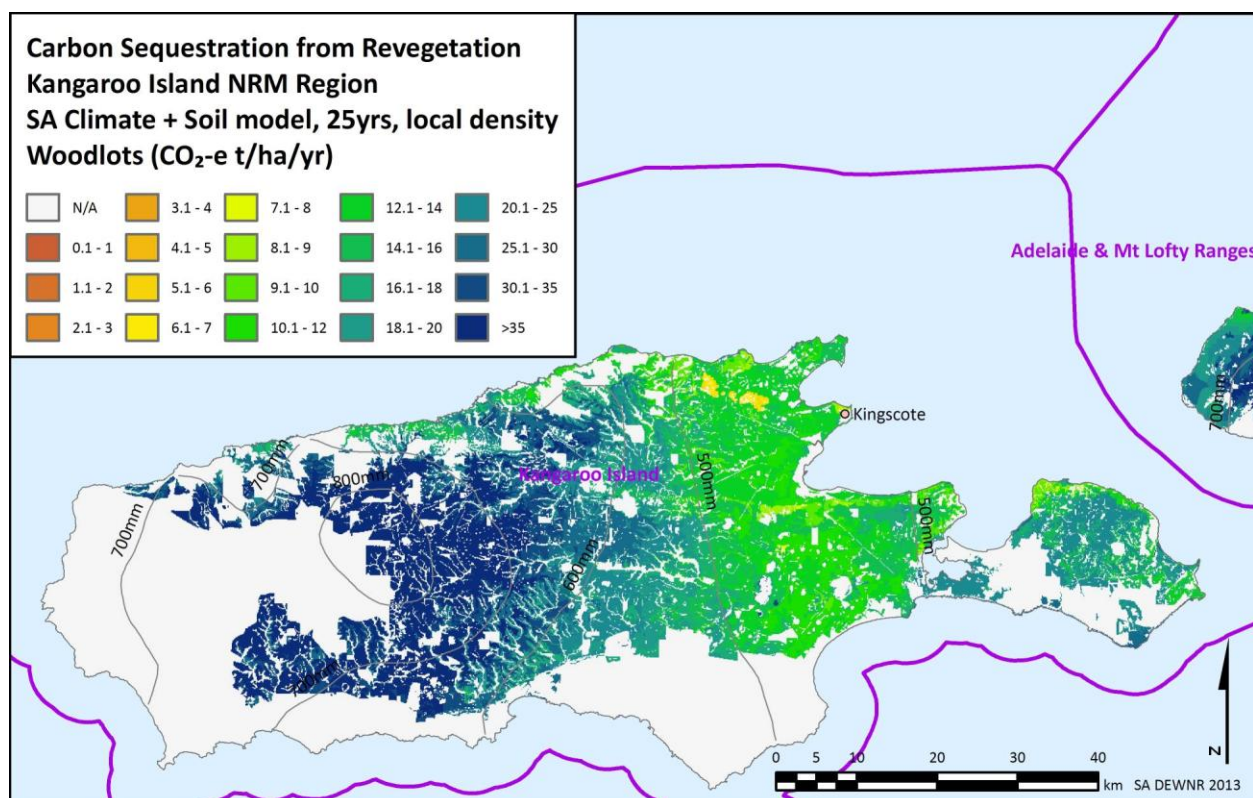 Carbon Sequestration from Revegetation
Kangaroo Island NRM Region
SA Climate + Soil model, 25yrs, local density
Woodlots (CO₂-e t/ha/yr)
N/A 3.1 - 4 7.1 - 8 12.1 - 14 20.1 - 25
0.1 - 1 4.1 - 5 8.1 - 9 14.1 - 16 25.1 - 30
1.1 - 2 5.1 - 6 9.1 - 10 16.1 - 18 30.1 - 35
2.1 - 3 6.1 - 7 10.1 - 12 18.1 - 20 >35
Adelaide & Mt Lofty Ranges
700mm
Kingscote
700mm
800mm
Kangaroo Island
500mm
700mm
500mm
600mm
700mm
N
0 5 10 20 30 40
km SA DEWNR 2013